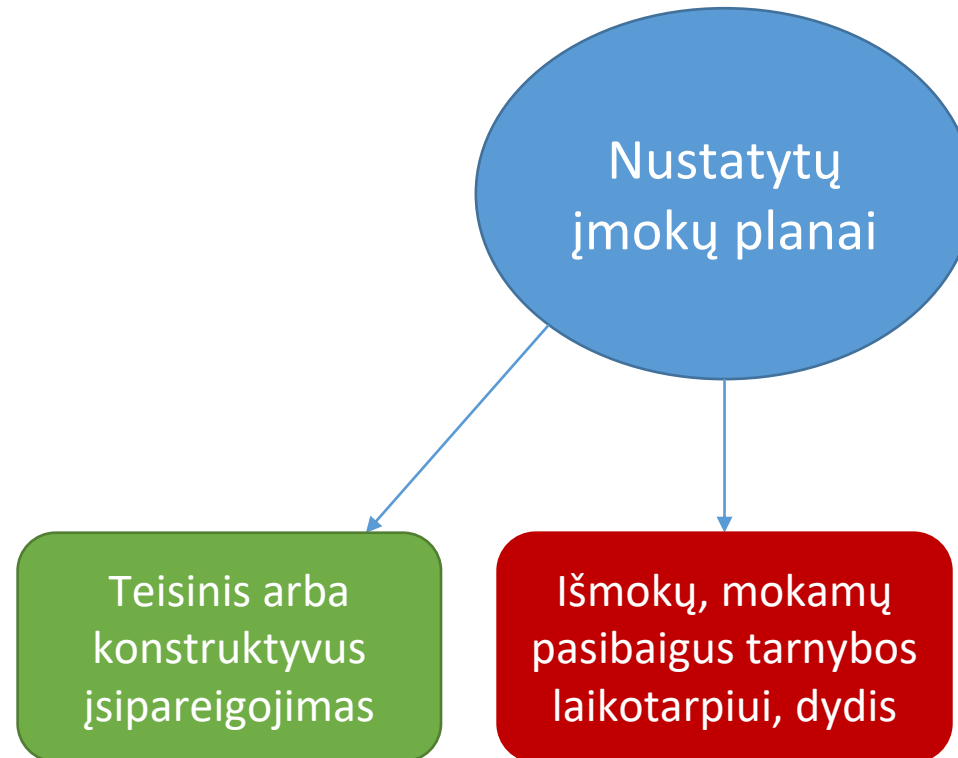 Nustatytų
įmokų planai
Teisinis arba
konstruktyvus
įsipareigojimas
Išmokų, mokamų
pasibaigus tarnybos
laikotarpiui, dydis